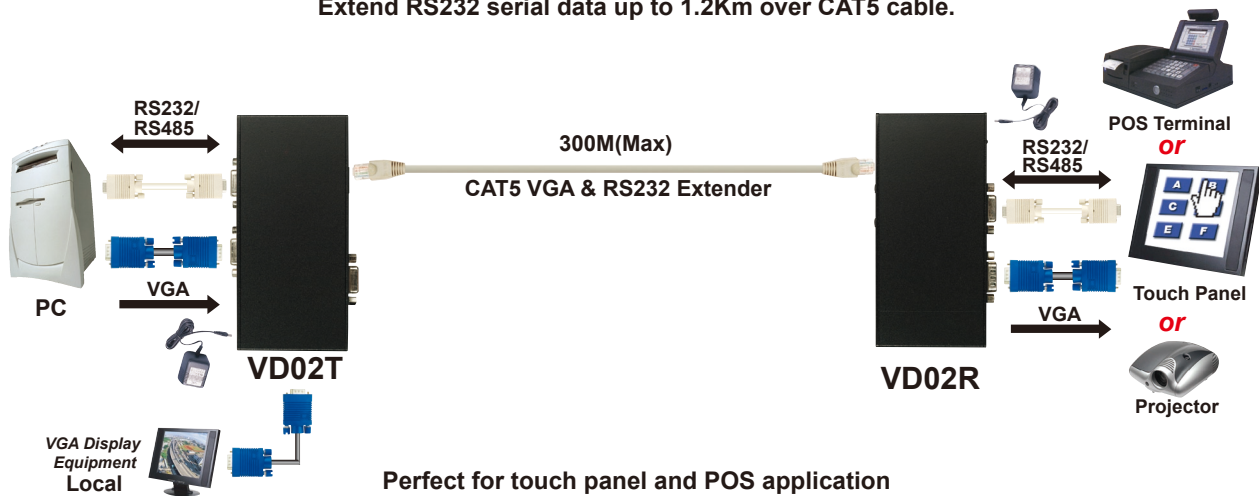 Extend RS232 serial data up to 1.2Km over CAT5 cable.
RS232/
RS485
300M(Max)
CAT5 VGA & RS232 Extender
POS Terminal
or
RS232/
RS485
A B
C
E F
VGA
PC
VD02T
VGA
Touch Panel
or
VD02R
Projector
VGA Display
Equipment
Local
Perfect for touch panel and POS application